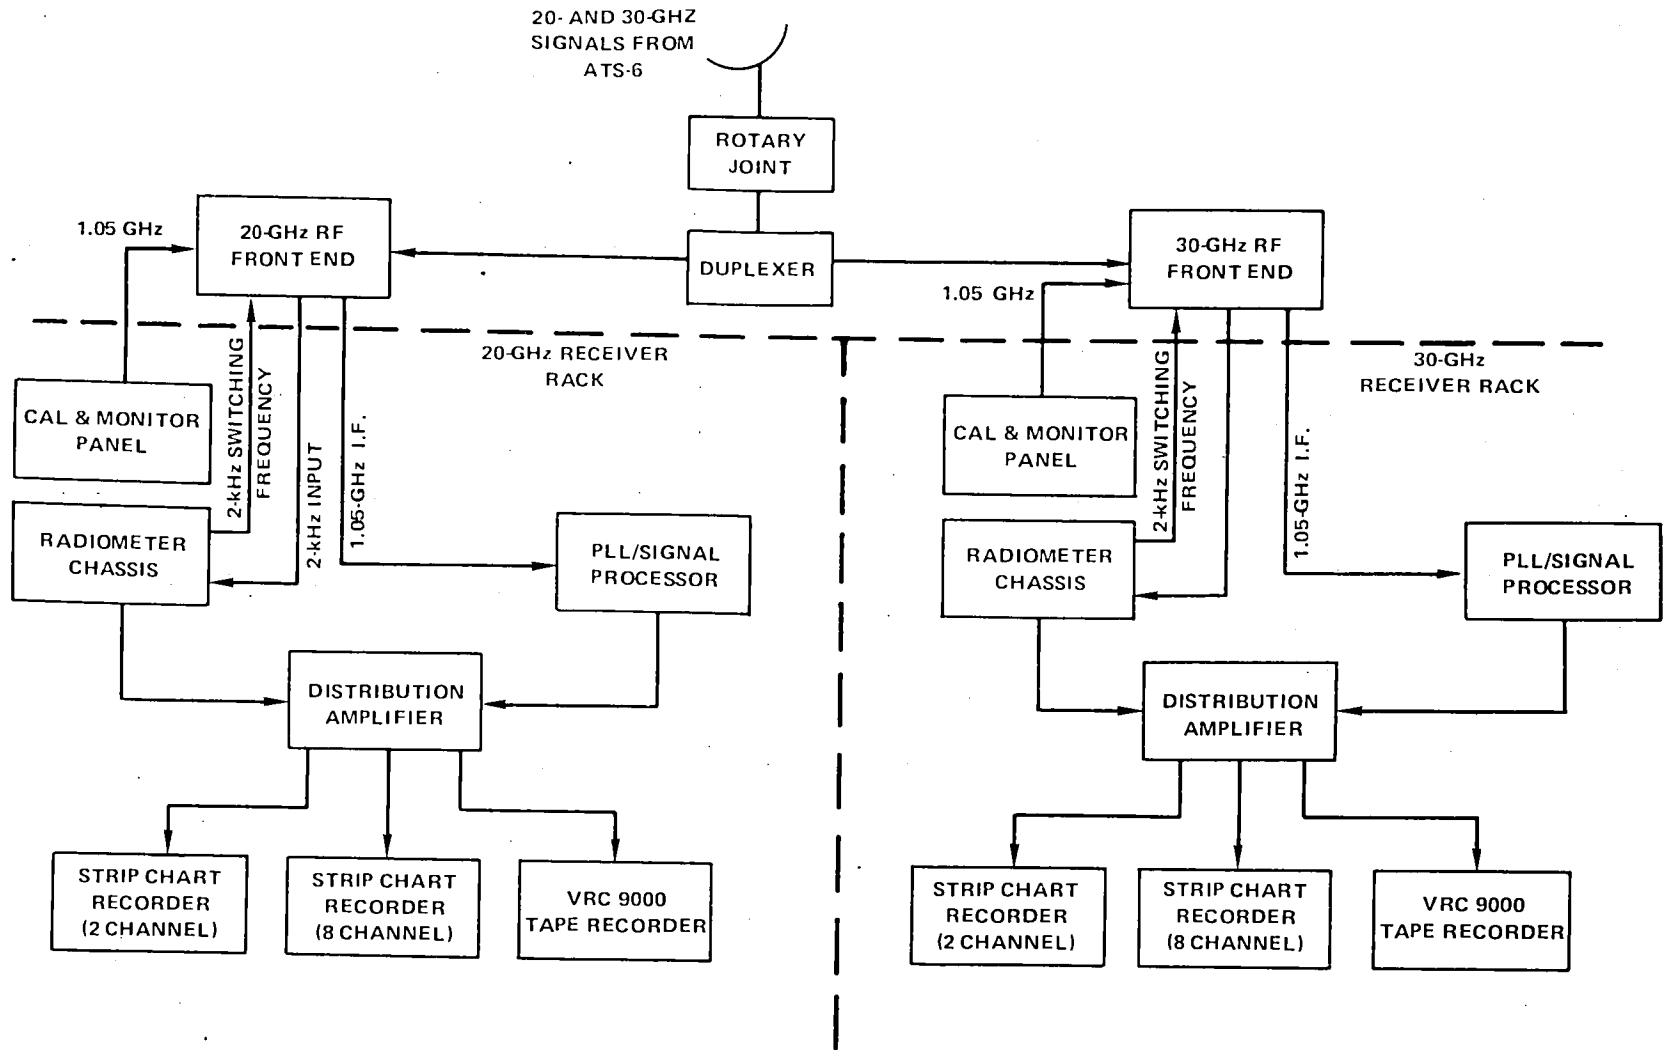 20- AND 30-GHZ
SIGNALS FROM
ATS-6
ROTARY
JOINT
DUPLEXER
1.05 GHz
20-GHz RF
FRONT END
30-GHz RF
FRONT END
1.05 GHz
20-GHz RECEIVER
RACK
30-GHz
RECEIVER RACK
CAL & MONITOR
PANEL
2-kHz SWITCHING
FREQUENCY
2-kHz INPUT
1.05-GHz I.F.
RADIOMETER
CHASSIS
PLL/SIGNAL
PROCESSOR
DISTRIBUTION
AMPLIFIER
STRIP CHART
RECORDER
(2 CHANNEL)
STRIP CHART
RECORDER
(8 CHANNEL)
VRC 9000
TAPE RECORDER
CAL & MONITOR
PANEL
2-kHz SWITCHING
FREQUENCY
1.05-GHz I.F.
RADIOMETER
CHASSIS
PLL/SIGNAL
PROCESSOR
DISTRIBUTION
AMPLIFIER
STRIP CHART
RECORDER
(2 CHANNEL)
STRIP CHART
RECORDER
(8 CHANNEL)
VRC 9000
TAPE RECORDER